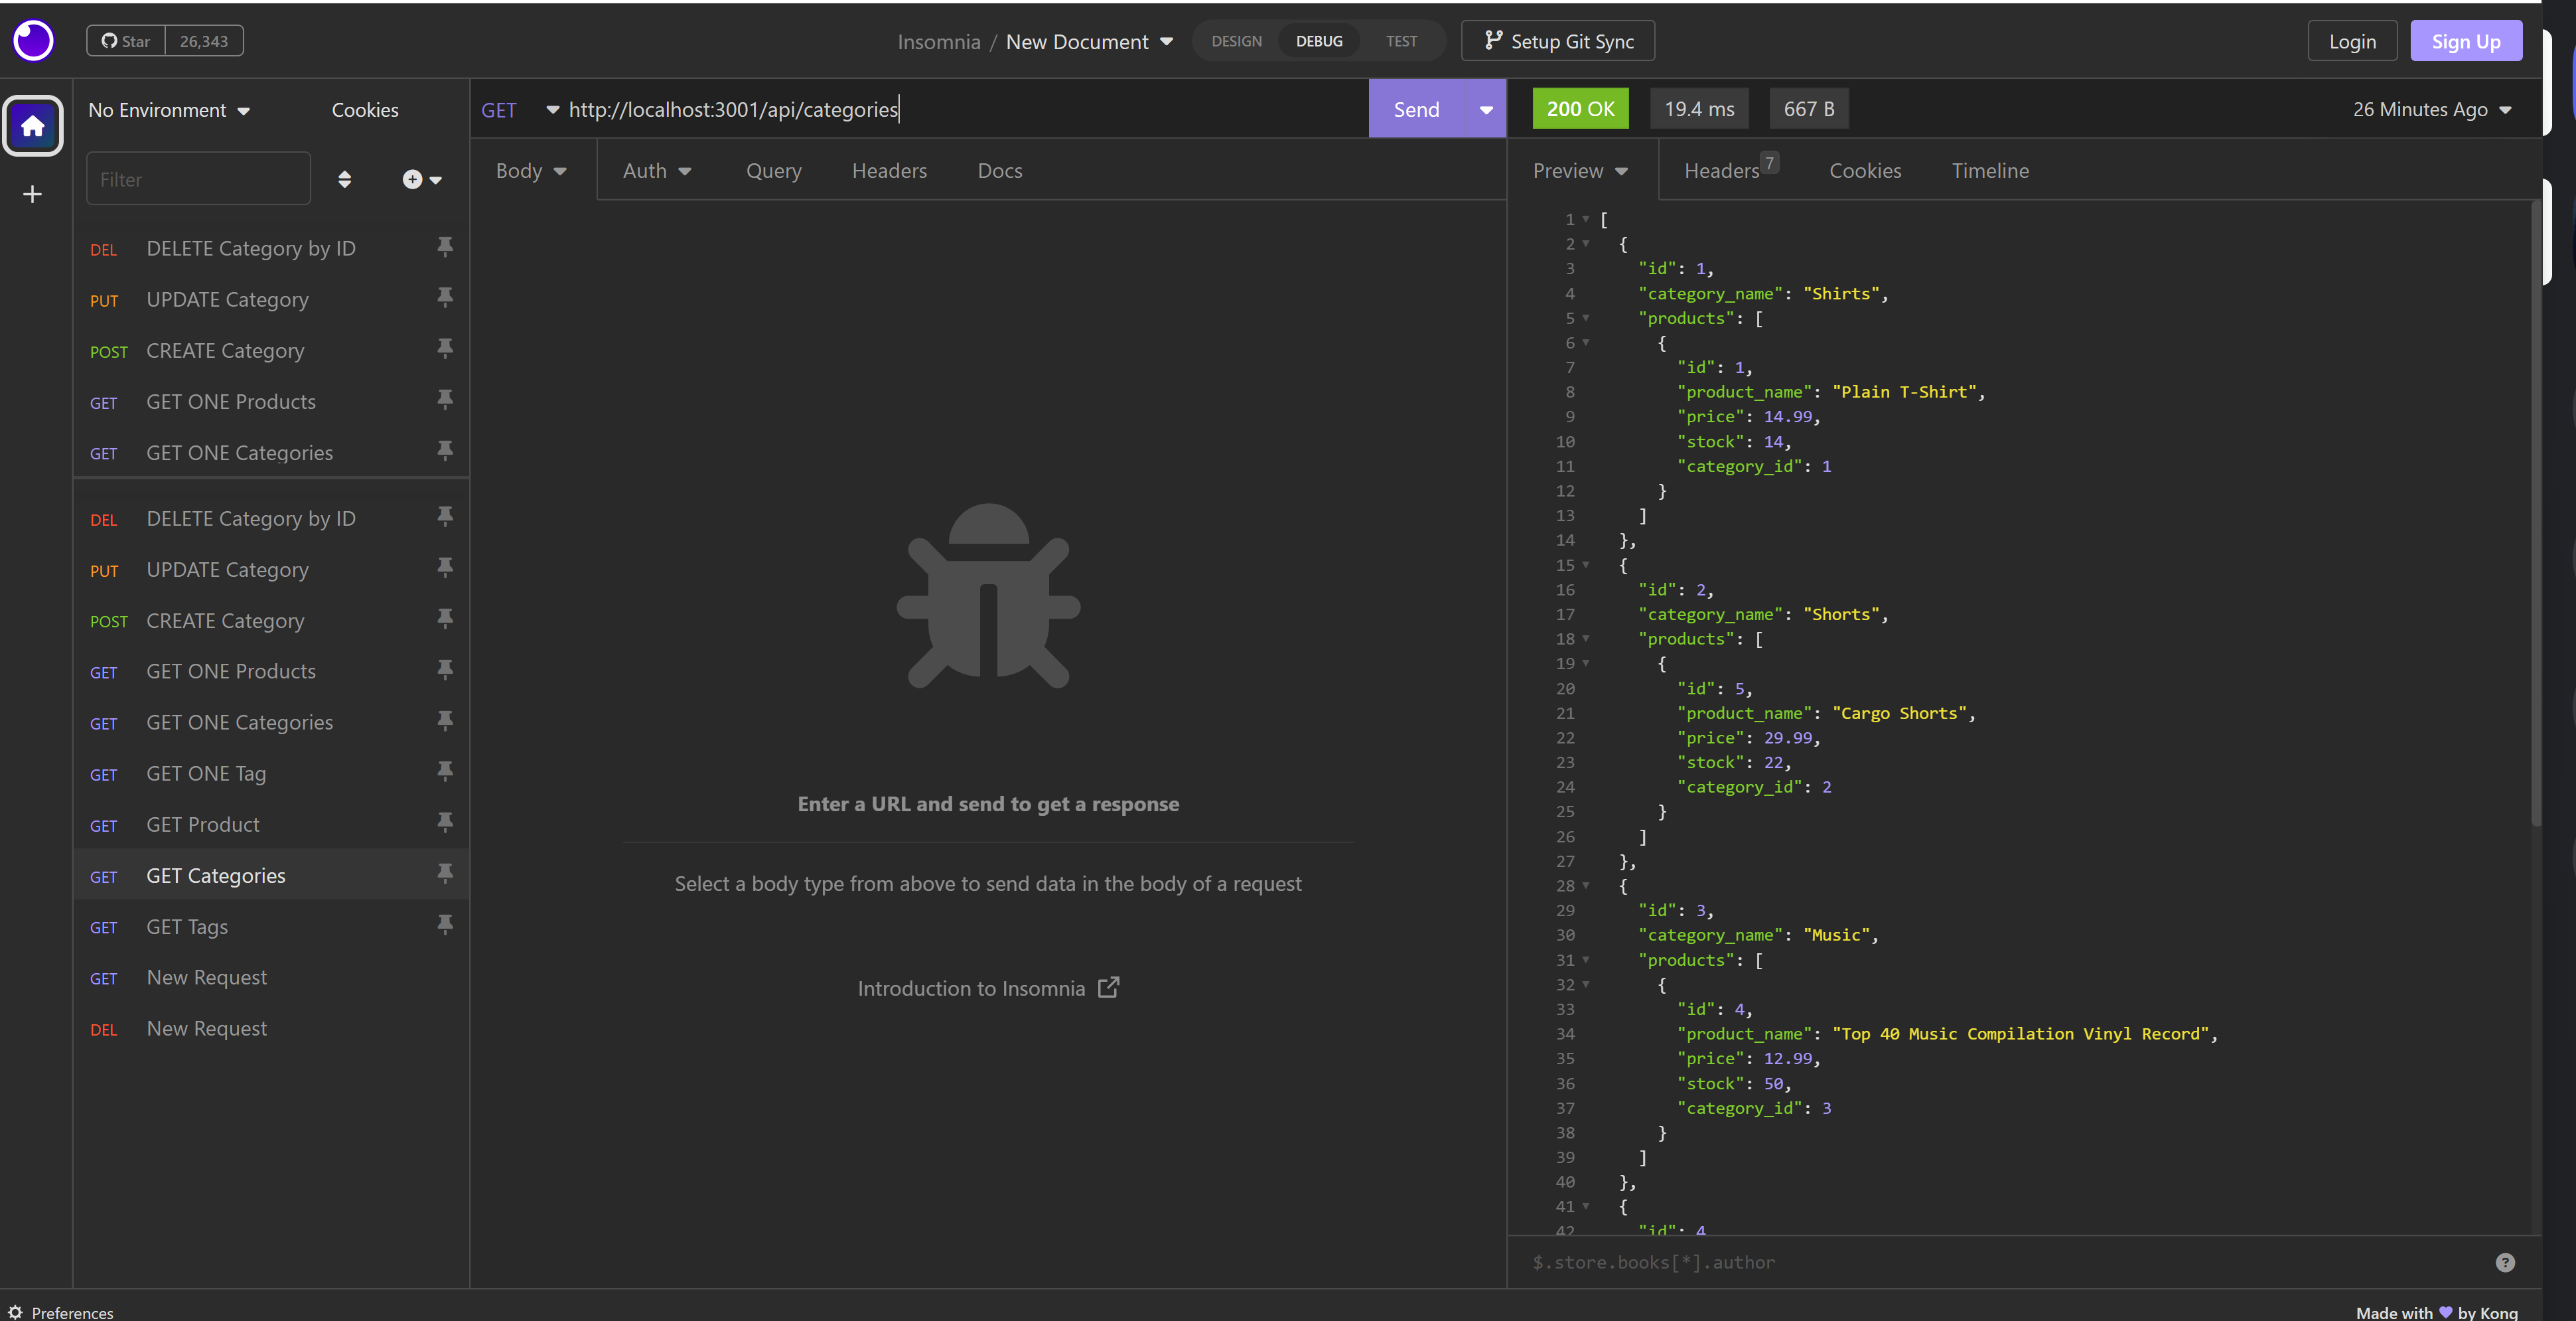 Star 26,343
Insomnia / New Document
DESIGN DEBUG TEST
Setup Git Sync
Login
Sign Up
No Environment Cookies
Filter
DEL DELETE Category by ID
PUT UPDATE Category
POST CREATE Category
GET GET ONE Products
GET GET ONE Categories
DEL DELETE Category by ID
PUT UPDATE Category
POST CREATE Category
GET GET ONE Products
GET GET ONE Categories
GET GET ONE Tag
GET GET Product
GET GET Categories
GET GET Tags
GET New Request
DEL New Request
GET http://localhost:3001/api/categories Send
Body Auth Query Headers Docs
Enter a URL and send to get a response
Select a body type from above to send data in the body of a request
Introduction to Insomnia
200 OK 19.4 ms 667 B 26 Minutes Ago
Preview Headers 7 Cookies Timeline
1 [
2 {
3 "id": 1,
4 "category_name": "Shirts",
5 "products": [
6 {
7 "id": 1,
8 "product_name": "Plain T-Shirt",
9 "price": 14.99,
10 "stock": 14,
11 "category_id": 1
12 }
13 ]
14 },
15 {
16 "id": 2,
17 "category_name": "Shorts",
18 "products": [
19 {
20 "id": 5,
21 "product_name": "Cargo Shorts",
22 "price": 29.99,
23 "stock": 22,
24 "category_id": 2
25 }
26 ]
27 },
28 {
29 "id": 3,
30 "category_name": "Music",
31 "products": [
32 {
33 "id": 4,
34 "product_name": "Top 40 Music Compilation Vinyl Record",
35 "price": 12.99,
36 "stock": 50,
37 "category_id": 3
38 }
39 ]
40 },
41 {
42 "id": 4
$.store.books[*].author ?
Preferences
Made with 💜 by Kong